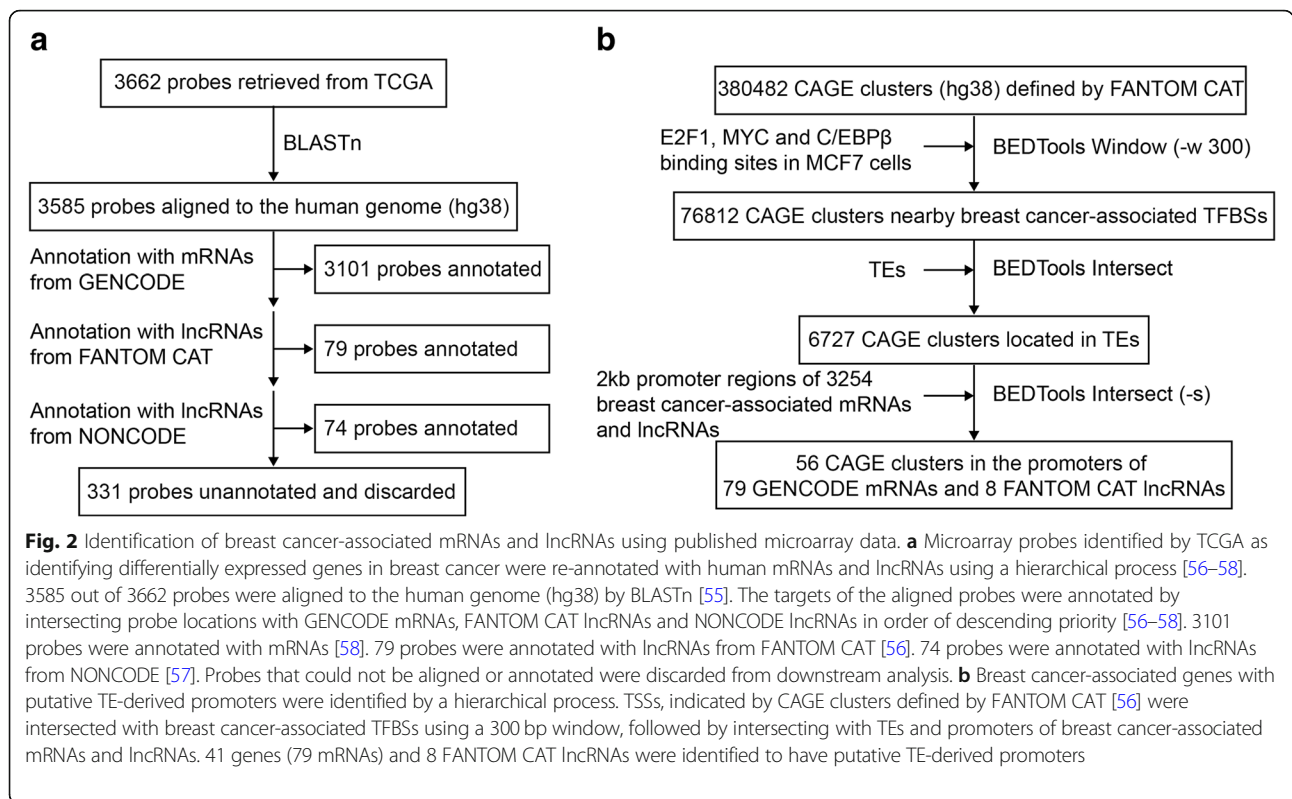 a
3662 probes retrieved from TCGA
BLASTn
3585 probes aligned to the human genome (hg38)
Annotation with mRNAs
from GENCODE
3101 probes annotated
Annotation with lncRNAs
from FANTOM CAT
79 probes annotated
Annotation with lncRNAs
from NONCODE
74 probes annotated
331 probes unannotated and discarded
b
380482 CAGE clusters (hg38) defined by FANTOM CAT
E2F1, MYC and C/EBPβ
binding sites in MCF7 cells
BEDTools Window (-w 300)
76812 CAGE clusters nearby breast cancer-associated TFBSs
TEs
BEDTools Intersect
6727 CAGE clusters located in TEs
2kb promoter regions of 3254
breast cancer-associated mRNAs
and lncRNAs
BEDTools Intersect (-s)
56 CAGE clusters in the promoters of
79 GENCODE mRNAs and 8 FANTOM CAT lncRNAs
Fig. 2 Identification of breast cancer-associated mRNAs and lncRNAs using published microarray data. a Microarray probes identified by TCGA as
identifying differentially expressed genes in breast cancer were re-annotated with human mRNAs and lncRNAs using a hierarchical process [56–58].
3585 out of 3662 probes were aligned to the human genome (hg38) by BLASTn [55]. The targets of the aligned probes were annotated by
intersecting probe locations with GENCODE mRNAs, FANTOM CAT lncRNAs and NONCODE lncRNAs in order of descending priority [56–58]. 3101
probes were annotated with mRNAs [58]. 79 probes were annotated with lncRNAs from FANTOM CAT [56]. 74 probes were annotated with lncRNAs
from NONCODE [57]. Probes that could not be aligned or annotated were discarded from downstream analysis. b Breast cancer-associated genes with
putative TE-derived promoters were identified by a hierarchical process. TSSs, indicated by CAGE clusters defined by FANTOM CAT [56] were
intersected with breast cancer-associated TFBSs using a 300 bp window, followed by intersecting with TEs and promoters of breast cancer-associated
mRNAs and lncRNAs. 41 genes (79 mRNAs) and 8 FANTOM CAT lncRNAs were identified to have putative TE-derived promoters